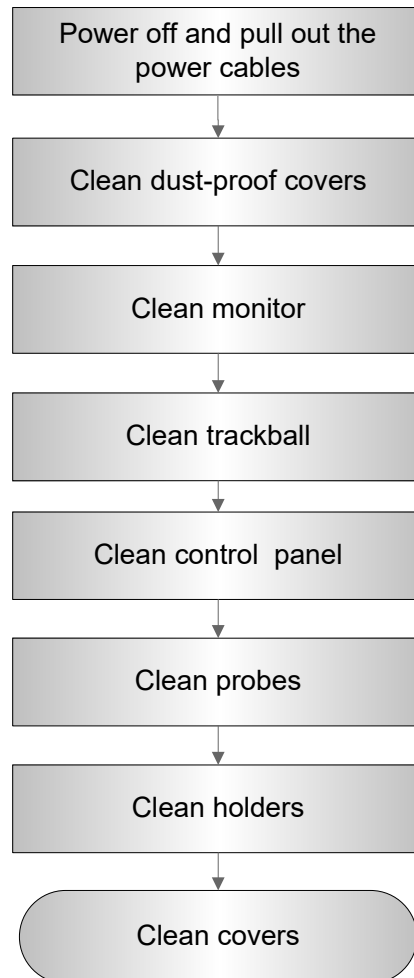 Power off and pull out the
power cables
Clean dust-proof covers
Clean monitor
Clean trackball
Clean control  panel
Clean probes
Clean holders
Clean covers